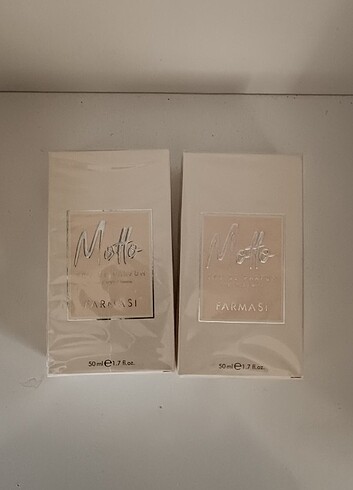 Motto
FARMASI
50 ml e 1.7 fl.oz.
Motto
FARMASI
50 ml e 1.7 fl.oz.